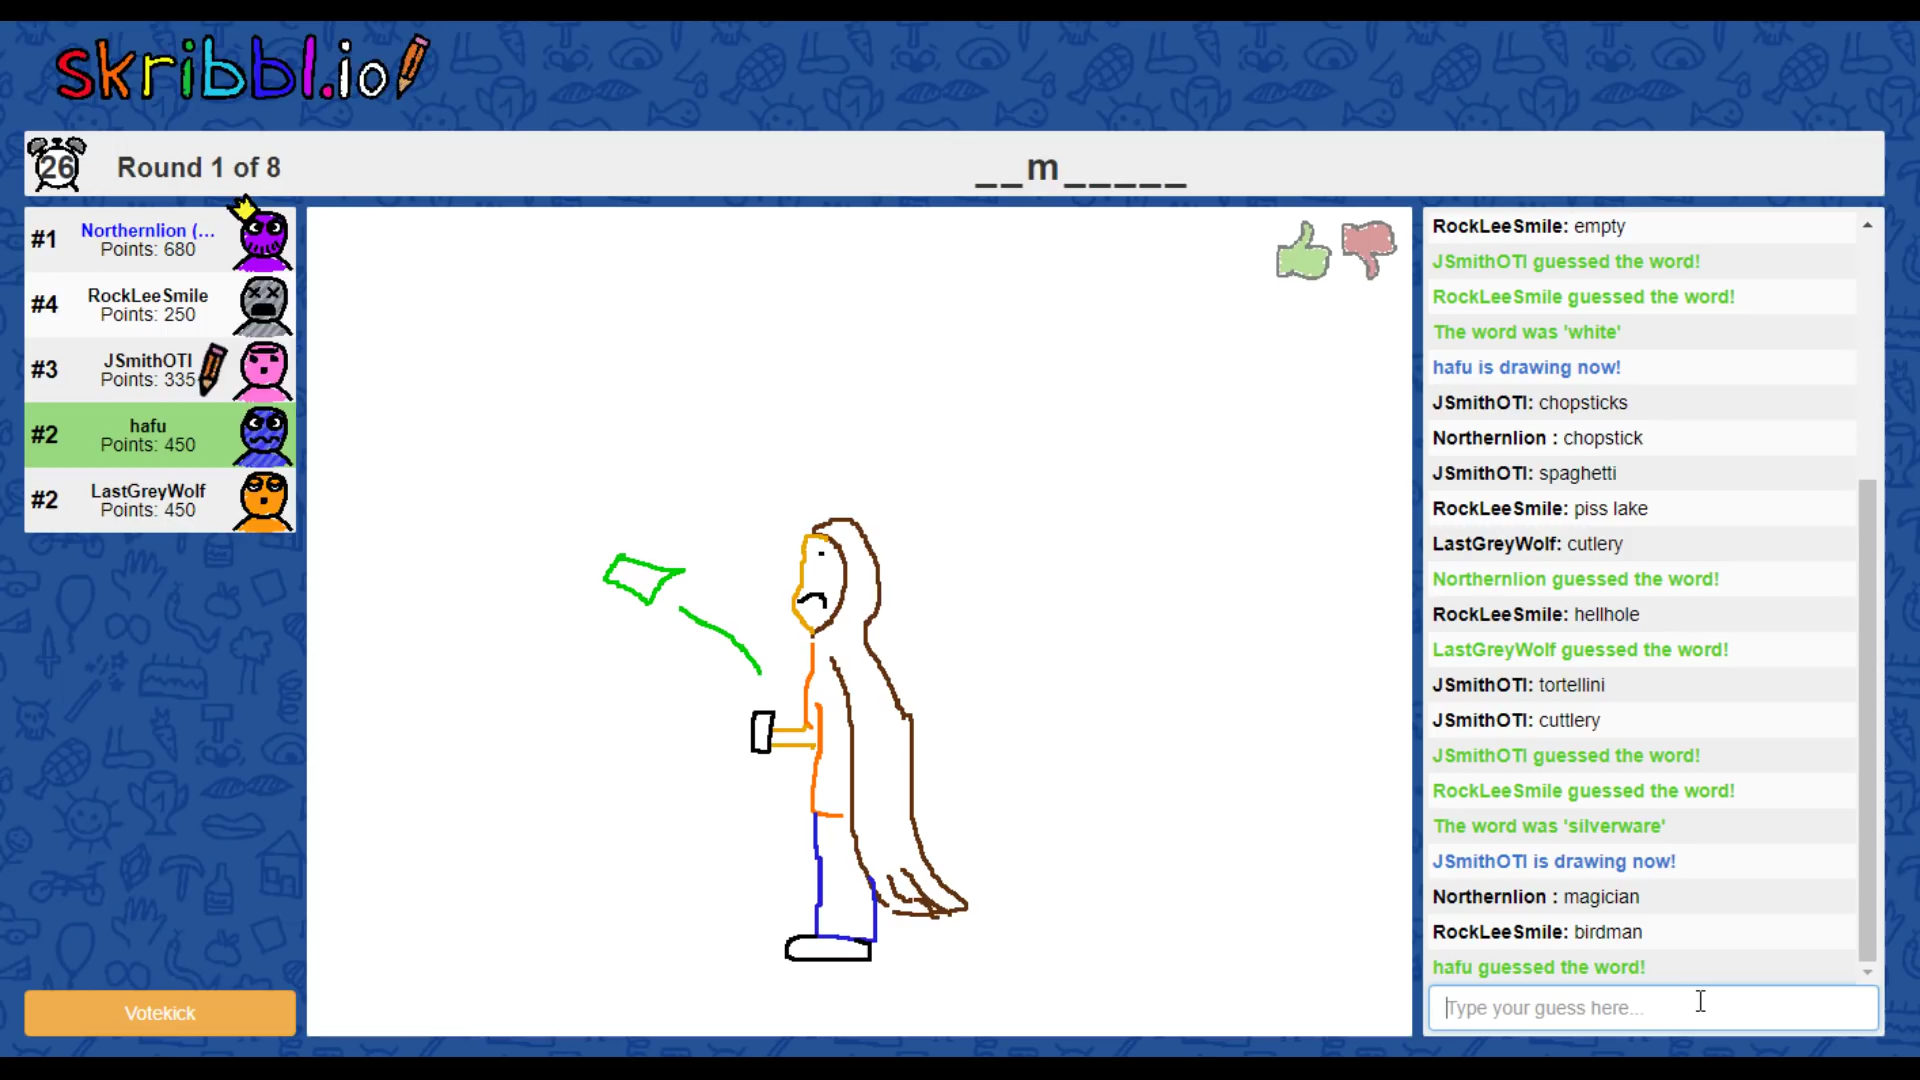 skribbl.io
26
Round 1 of 8
__m_____
#1
Northernlion (...
Points: 680
#4
RockLeeSmile
Points: 250
#3
JSmithOTI
Points: 335
#2
hafu
Points: 450
#2
LastGreyWolf
Points: 450
Votekick
RockLeeSmile: empty
JSmithOTI guessed the word!
RockLeeSmile guessed the word!
The word was 'white'
hafu is drawing now!
JSmithOTI: chopsticks
Northernlion : chopstick
JSmithOTI: spaghetti
RockLeeSmile: piss lake
LastGreyWolf: cutlery
Northernlion guessed the word!
RockLeeSmile: hellhole
LastGreyWolf guessed the word!
JSmithOTI: tortellini
JSmithOTI: cuttlery
JSmithOTI guessed the word!
RockLeeSmile guessed the word!
The word was 'silverware'
JSmithOTI is drawing now!
Northernlion : magician
RockLeeSmile: birdman
hafu guessed the word!
Type your guess here...